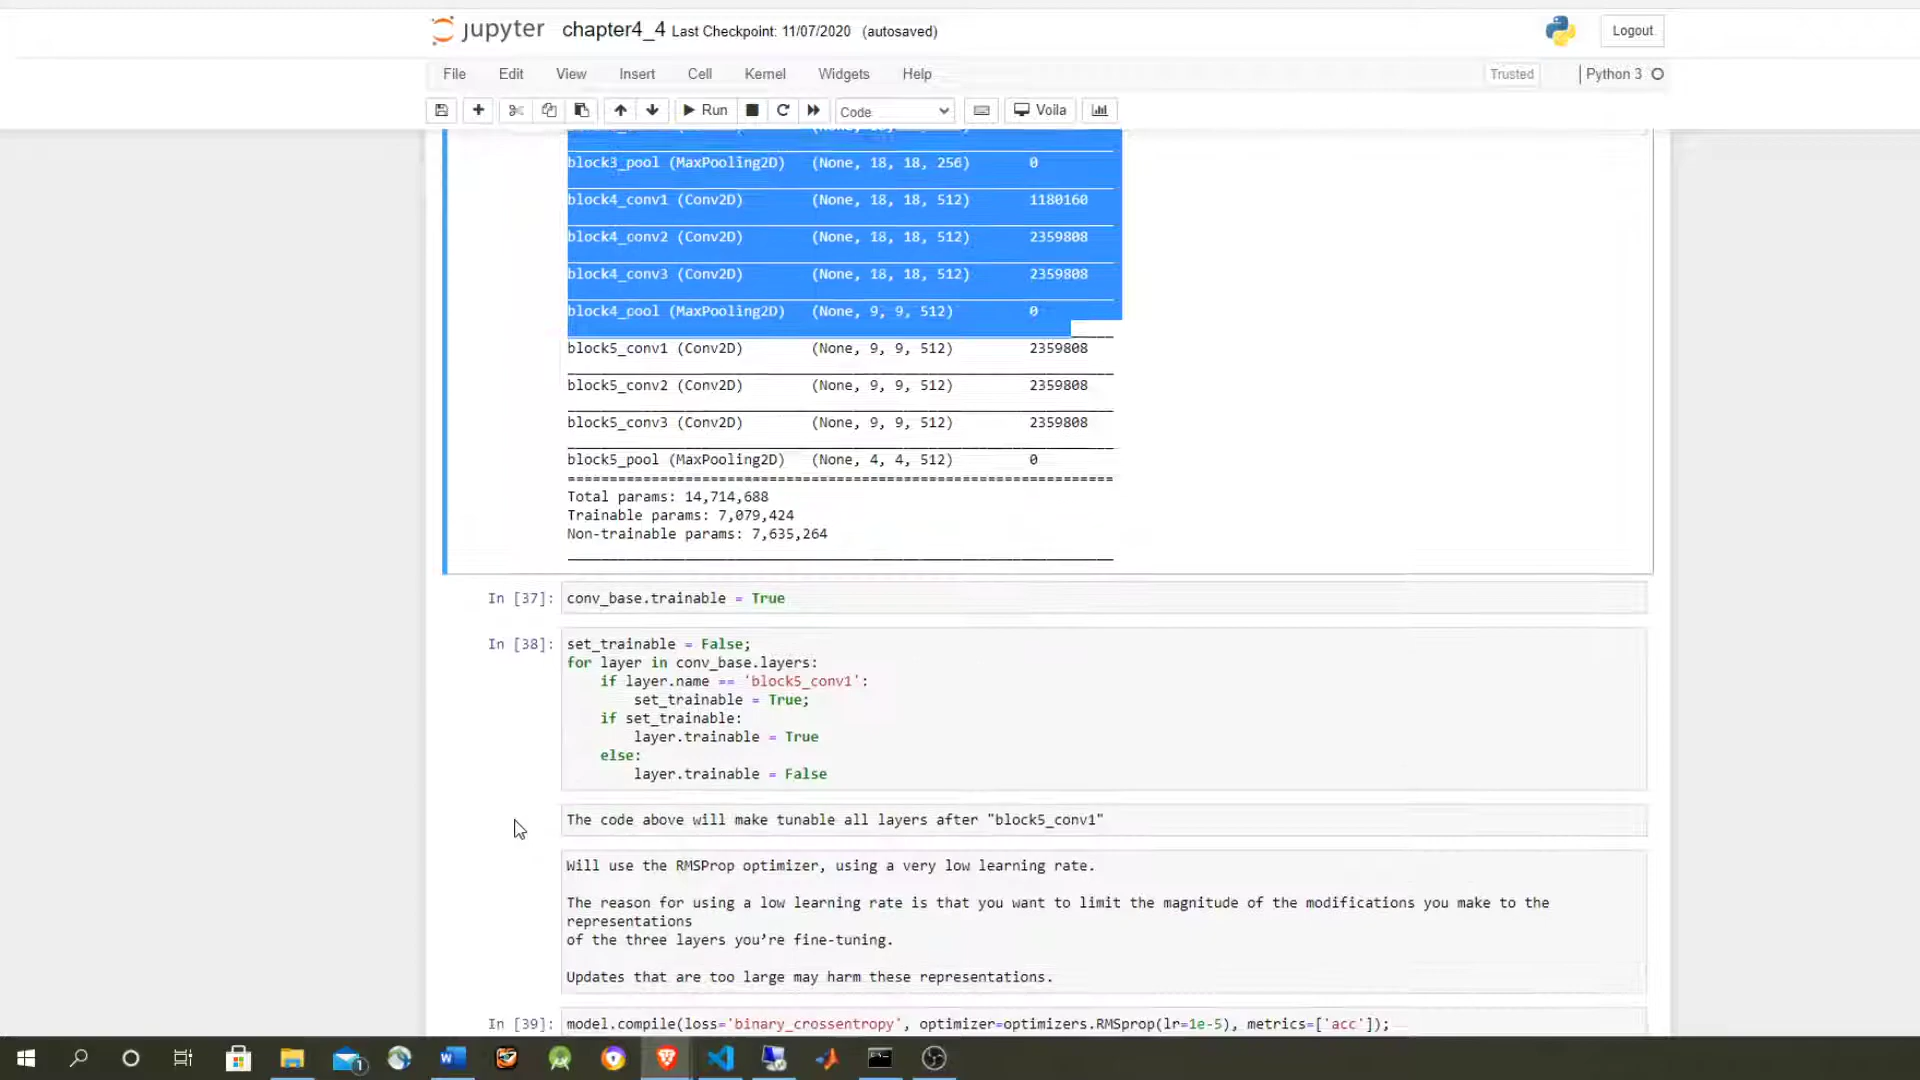 jupyter chapter4_4 Last Checkpoint: 11/07/2020 (autosaved) Logout
File Edit View Insert Cell Kernel Widgets Help Trusted Python 3
Run Code Voila
block3_pool (MaxPooling2D) (None, 18, 18, 256) 0
block4_conv1 (Conv2D) (None, 18, 18, 512) 1180160
block4_conv2 (Conv2D) (None, 18, 18, 512) 2359808
block4_conv3 (Conv2D) (None, 18, 18, 512) 2359808
block4_pool (MaxPooling2D) (None, 9, 9, 512) 0
block5_conv1 (Conv2D) (None, 9, 9, 512) 2359808
block5_conv2 (Conv2D) (None, 9, 9, 512) 2359808
block5_conv3 (Conv2D) (None, 9, 9, 512) 2359808
block5_pool (MaxPooling2D) (None, 4, 4, 512) 0
Total params: 14,714,688
Trainable params: 7,079,424
Non-trainable params: 7,635,264
In [37]: conv_base.trainable = True
In [38]: set_trainable = False;
for layer in conv_base.layers:
if layer.name == 'block5_conv1':
set_trainable = True;
if set_trainable:
layer.trainable = True
else:
layer.trainable = False
The code above will make tunable all layers after "block5_conv1"
Will use the RMSProp optimizer, using a very low learning rate.
The reason for using a low learning rate is that you want to limit the magnitude of the modifications you make to the
representations
of the three layers you’re fine-tuning.
Updates that are too large may harm these representations.
In [39]: model.compile(loss='binary_crossentropy', optimizer=optimizers.RMSprop(lr=1e-5), metrics=['acc']);